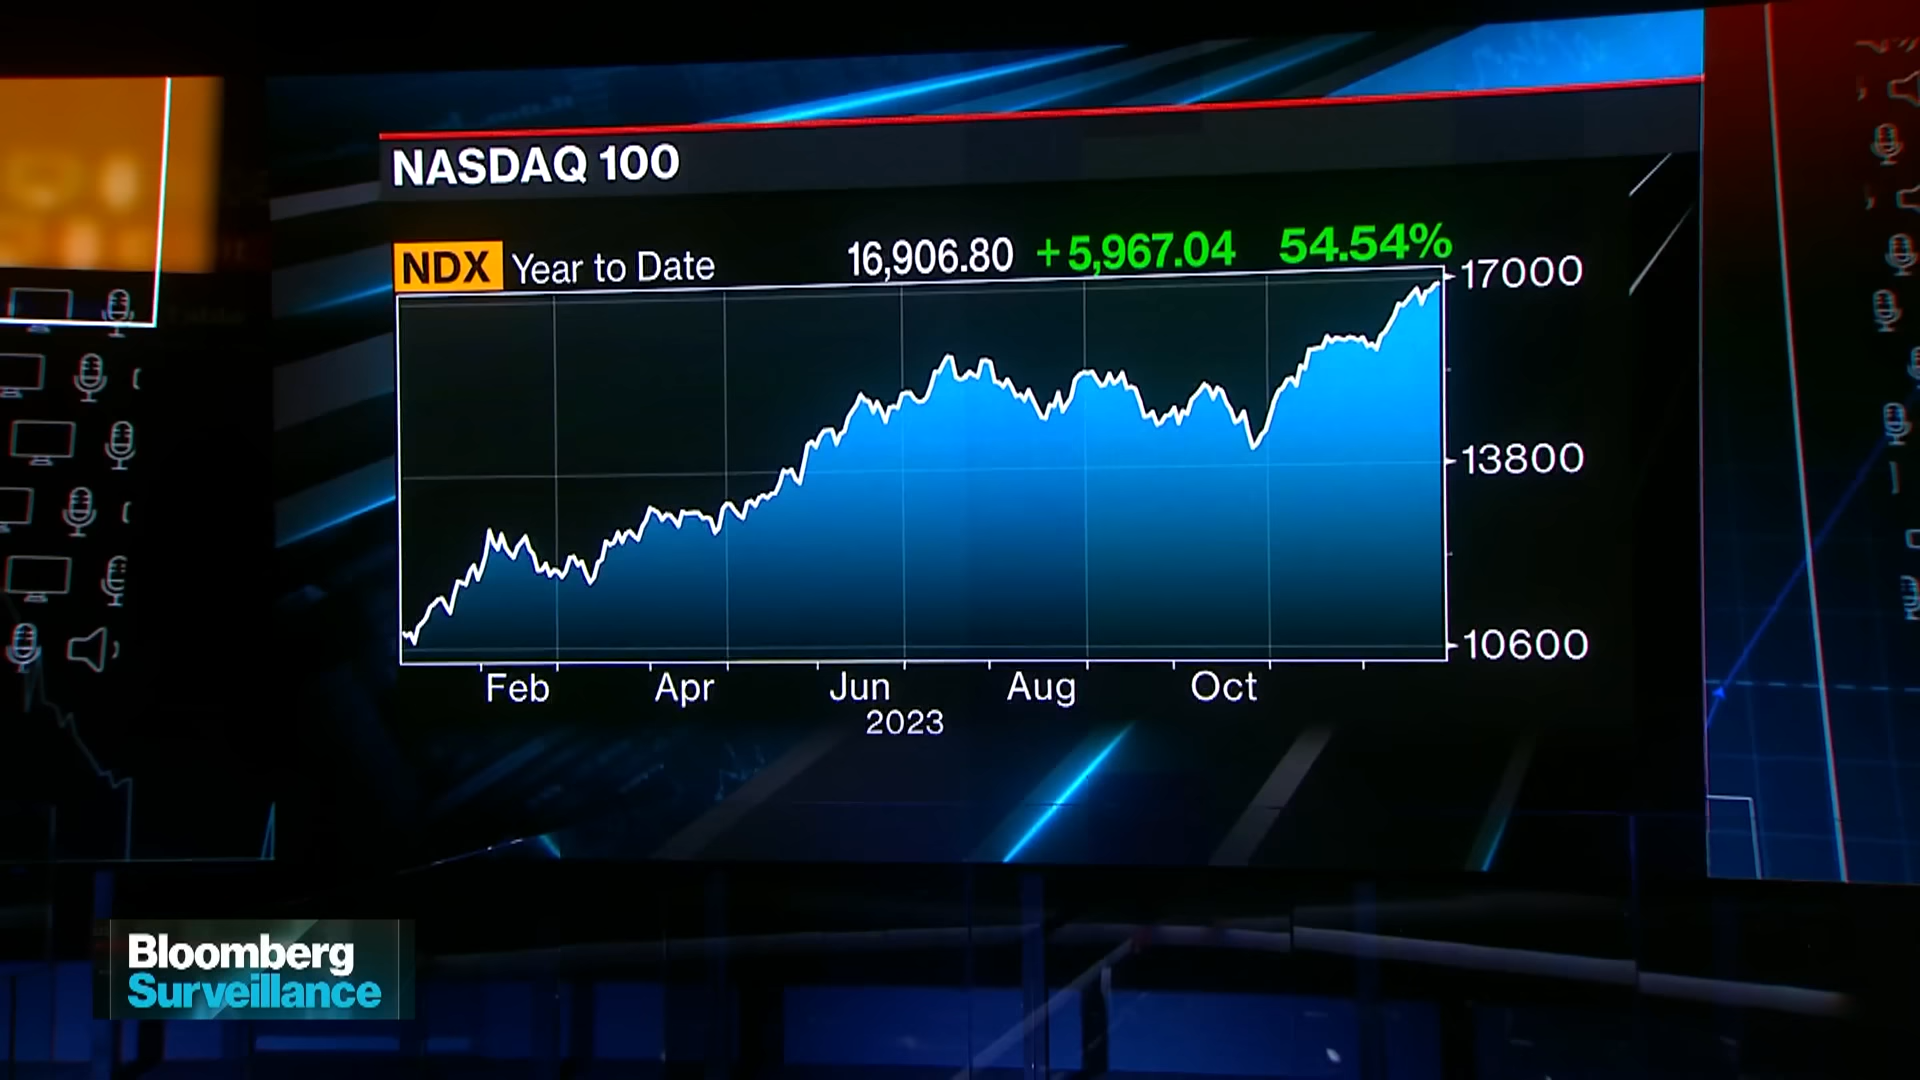 NASDAQ 100
NDX Year to Date 16,906.80 +5,967.04 54.54%
17000
13800
10600
Feb Apr Jun Aug Oct
2023
Bloomberg
Surveillance